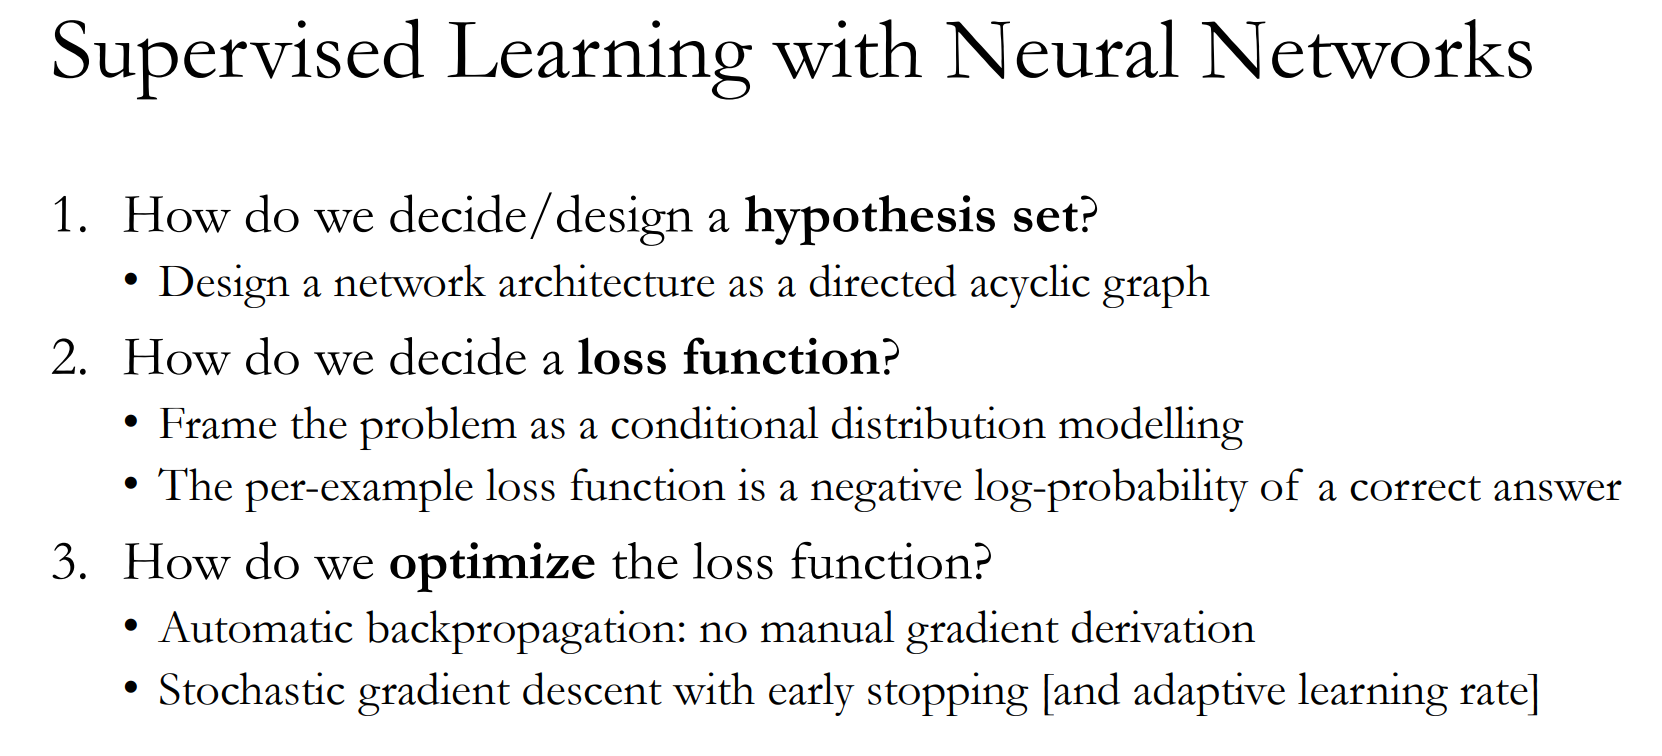 Supervised Learning with Neural Networks
1. How do we decide/design a hypothesis set?
• Design a network architecture as a directed acyclic graph
2. How do we decide a loss function?
• Frame the problem as a conditional distribution modelling
• The per-example loss function is a negative log-probability of a correct answer
3. How do we optimize the loss function?
• Automatic backpropagation: no manual gradient derivation
• Stochastic gradient descent with early stopping [and adaptive learning rate]